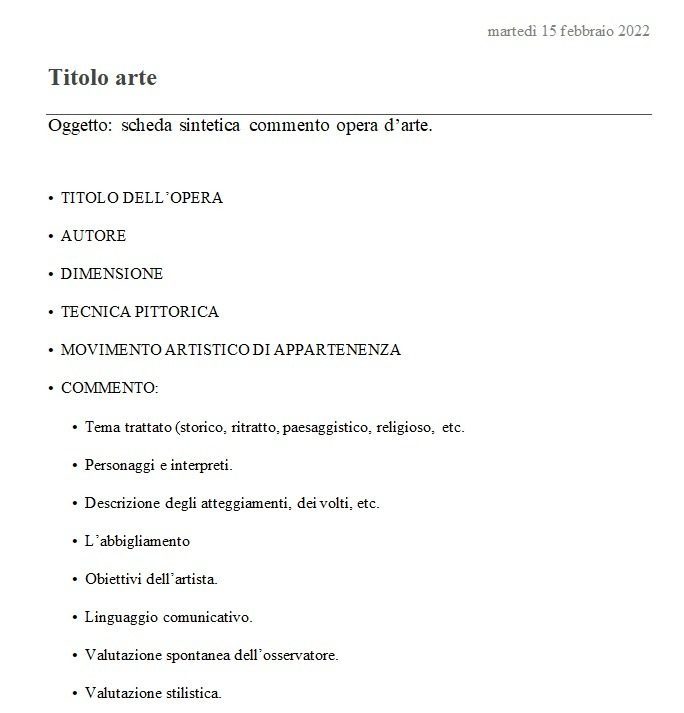 martedì 15 febbraio 2022
Titolo arte
Oggetto: scheda sintetica commento opera d’arte.
• TITOLO DELL’OPERA
• AUTORE
• DIMENSIONE
• TECNICA PITTORICA
• MOVIMENTO ARTISTICO DI APPARTENENZA
• COMMENTO:
• Tema trattato (storico, ritratto, paesaggistico, religioso, etc.
• Personaggi e interpreti.
• Descrizione degli atteggiamenti, dei volti, etc.
• L’abbigliamento
• Obiettivi dell’artista.
• Linguaggio comunicativo.
• Valutazione spontanea dell’osservatore.
• Valutazione stilistica.